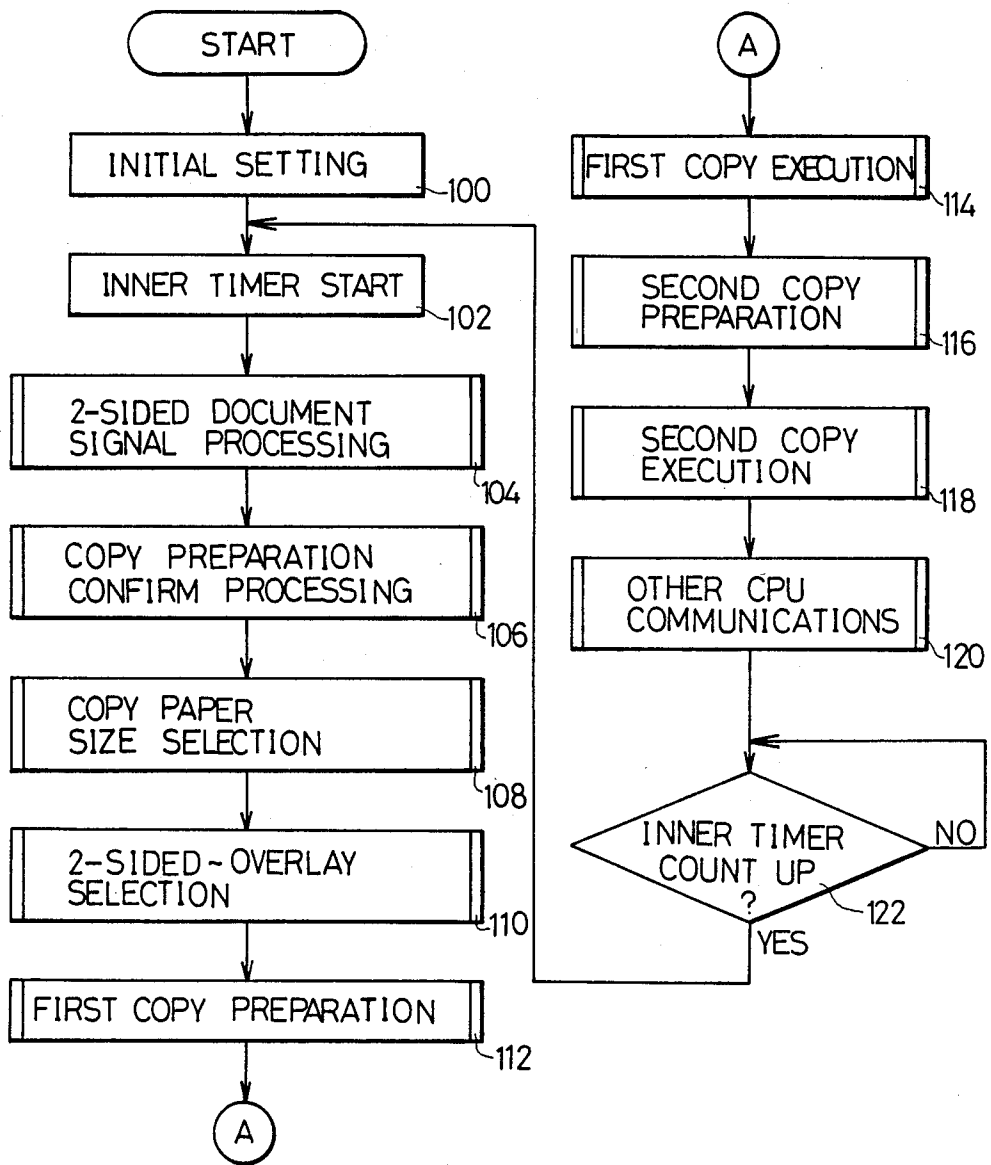 START
INITIAL SETTING
100
INNER TIMER START
102
2-SIDED DOCUMENT
SIGNAL PROCESSING
104
COPY PREPARATION
CONFIRM PROCESSING
106
COPY PAPER
SIZE SELECTION
108
2-SIDED~OVERLAY
SELECTION
110
FIRST COPY PREPARATION
112
A
A
FIRST COPY EXECUTION
114
SECOND COPY
PREPARATION
116
SECOND COPY
EXECUTION
118
OTHER CPU
COMMUNICATIONS
120
INNER TIMER
COUNT UP
?
122
NO
YES